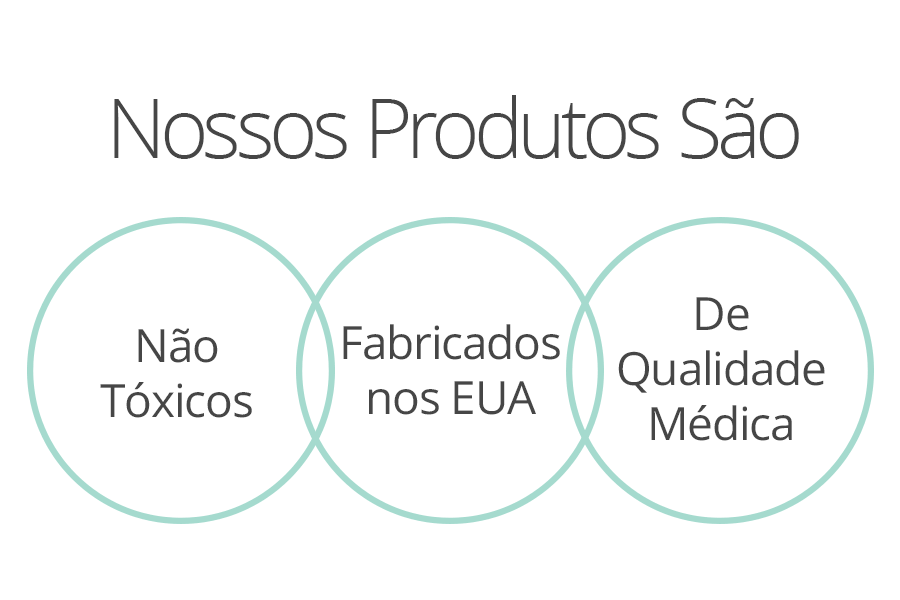 Nossos Produtos São
Não
Tóxicos
Fabricados
nos EUA
De
Qualidade
Médica